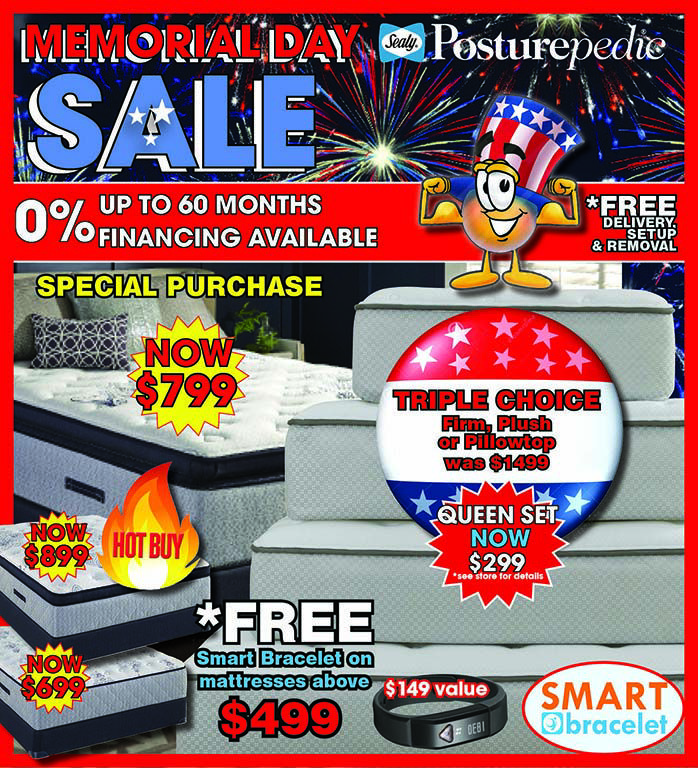 MEMORIAL DAY
SALE
Sealy. Posturepedic
0% UP TO 60 MONTHS
FINANCING AVAILABLE
*FREE
DELIVERY,
SETUP
& REMOVAL
SPECIAL PURCHASE
NOW
$799
TRIPLE CHOICE
Firm, Plush
or Pillowtop
was $1499
QUEEN SET
NOW
$299
*see store for details
NOW
$899
HOT BUY
NOW
$699
*FREE
Smart Bracelet on
mattresses above
$499
$149 value
SMART
bracelet